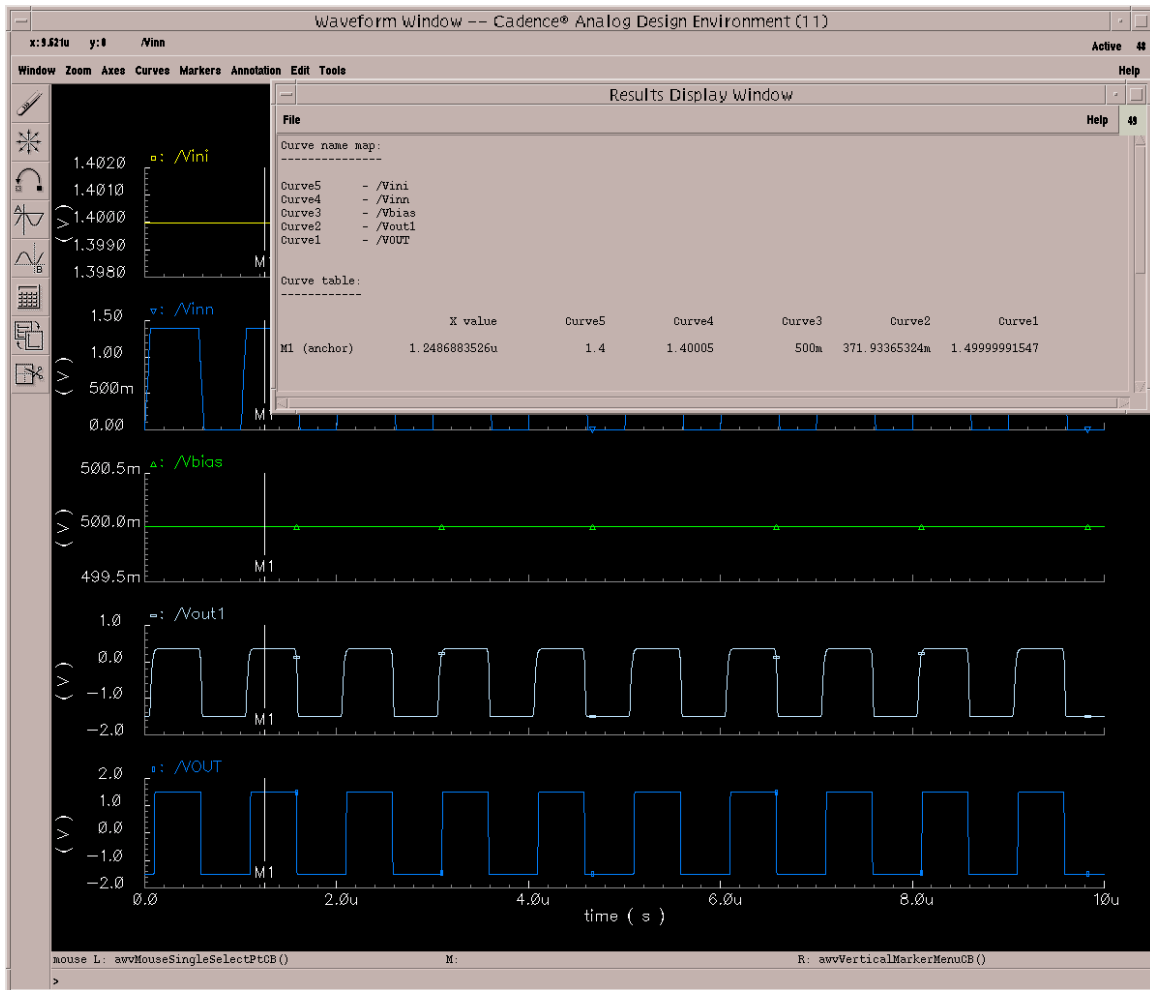 Waveform Window -- Cadence® Analog Design Environment (11)
x:9.621u y:0 /Vinn
Active 48
Window Zoom Axes Curves Markers Annotation Edit Tools Help
Results Display Window
File Help 49
Curve name map:
---------------
Curve5 - /Vini
Curve4 - /Vinn
Curve3 - /Vbias
Curve2 - /Vout1
Curve1 - /VOUT
Curve table:
------------
X value Curve5 Curve4 Curve3 Curve2 Curve1
M1 (anchor) 1.2486883526u 1.4 1.40005 500m 371.93365324m 1.49999991547
A
B
: /Vini
1.4020
1.4010
1.4000
1.3990
1.3980
(V)
M1
: /Vinn
1.50
1.00
500m
0.00
(V)
M1
: /Vbias
500.5m
500.0m
499.5m
(V)
M1
: /Vout1
1.0
0.0
-1.0
-2.0
(V)
M1
: /VOUT
2.0
1.0
0.0
-1.0
-2.0
(V)
M1
0.0 2.0u 4.0u 6.0u 8.0u 10u
time ( s )
mouse L: awvMouseSingleSelectPtCB() M: R: awvVerticalMarkerMenuCB()
>